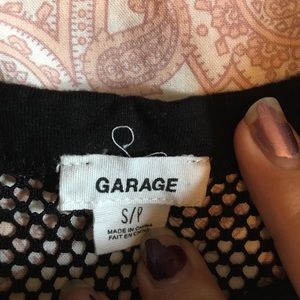 GARAGE
S/P
MADE IN CHINA
FAIT EN CHINE